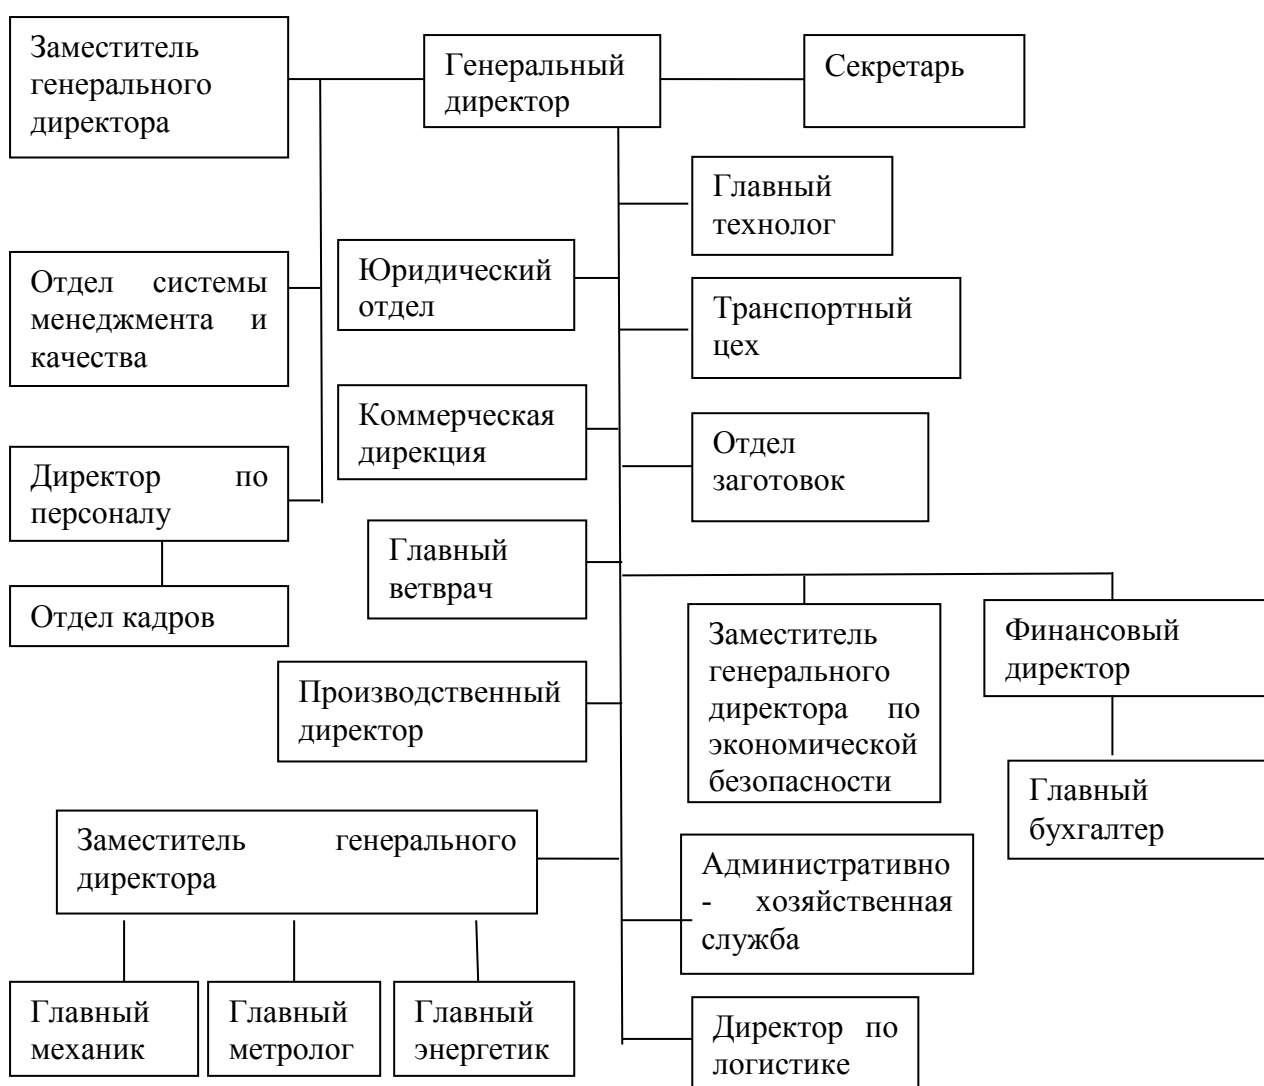 Заместитель
генерального
директора
Генеральный
директор
Секретарь
Главный
технолог
Отдел системы
менеджмента и
качества
Юридический
отдел
Транспортный
цех
Коммерческая
дирекция
Отдел
заготовок
Директор по
персоналу
Главный
ветврач
Отдел кадров
Заместитель
генерального
директора по
экономической
безопасности
Финансовый
директор
Производственный
директор
Главный
бухгалтер
Заместитель генерального
директора
Административно
- хозяйственная
служба
Главный
механик
Главный
метролог
Главный
энергетик
Директор по
логистике